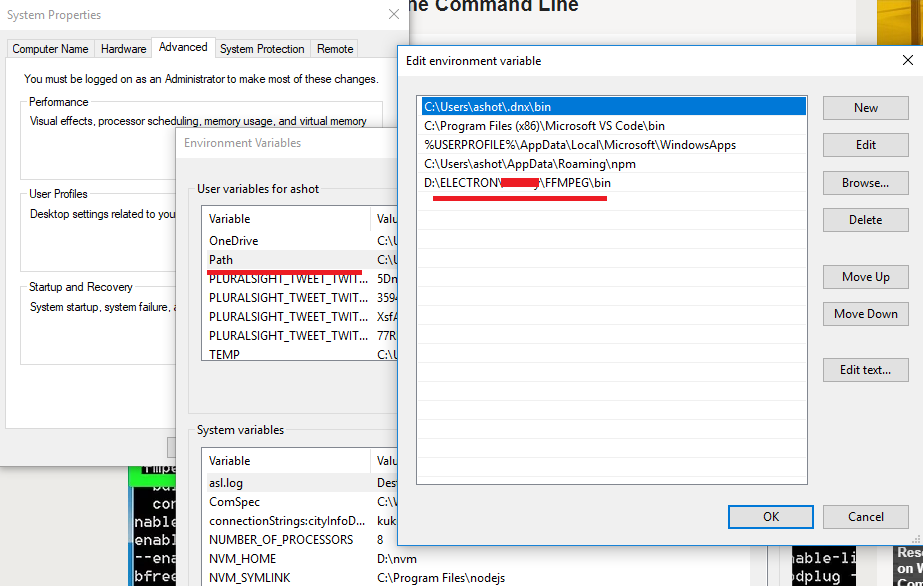 ne Command Line
System Properties
Computer Name
Hardware
Advanced
System Protection
Remote
You must be logged on as an Administrator to make most of these changes.
Performance
Visual effects, processor scheduling, memory usage, and virtual memory
User Profiles
Desktop settings related to you
Startup and Recovery
System startup, system failure, a
Environment Variables
User variables for ashot
Variable Valu
OneDrive C:\U
Path C:\U
PLURALSIGHT_TWEET_TWIT... 5Dn
PLURALSIGHT_TWEET_TWIT... 3594
PLURALSIGHT_TWEET_TWIT... XsfA
PLURALSIGHT_TWEET_TWIT... 77R
TEMP C:\U
System variables
Variable Valu
asl.log Des
ComSpec C:\W
connectionStrings:cityInfoD... kuk
NUMBER_OF_PROCESSORS 8
NVM_HOME D:\nvm
NVM_SYMLINK C:\Program Files\nodejs
Edit environment variable
C:\Users\ashot\.dnx\bin
C:\Program Files (x86)\Microsoft VS Code\bin
%USERPROFILE%\AppData\Local\Microsoft\WindowsApps
C:\Users\ashot\AppData\Roaming\npm
D:\ELECTRON\ \FFMPEG\bin
New
Edit
Browse...
Delete
Move Up
Move Down
Edit text...
OK
Cancel
con
nable
enabl
--ena
bfree
nable-li
odplug -
Reso
on W